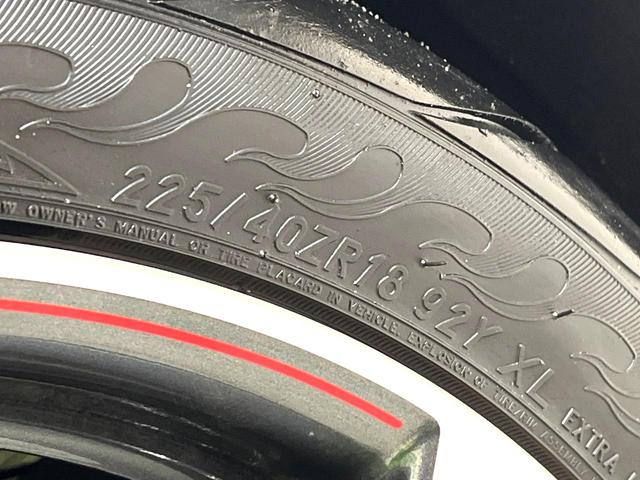 225/40ZR18 92Y XL EXTRA
OWNER'S MANUAL OR TIRE PLACARD IN VEHICLE. EXPLOSION OF TIRE/RIM ASSEMBLY